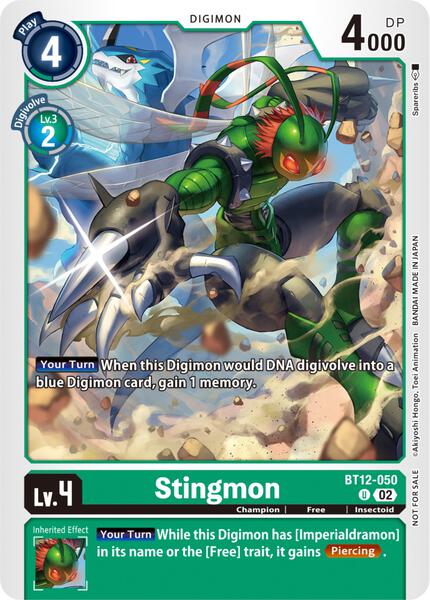 DIGIMON
Play
4
4000
DP
Digivolve
Lv.3
2
Spareribs
Your Turn When this Digimon would DNA digivolve into a
blue Digimon card, gain 1 memory.
©Akiyoshi Hongo, Toei Animation BANDAI MADE IN JAPAN
NOT FOR SALE
Lv.4
Stingmon
BT12-050
U 02
Champion | Free | Insectoid
Inherited Effect
Your Turn While this Digimon has [Imperialdramon]
in its name or the [Free] trait, it gains Piercing .